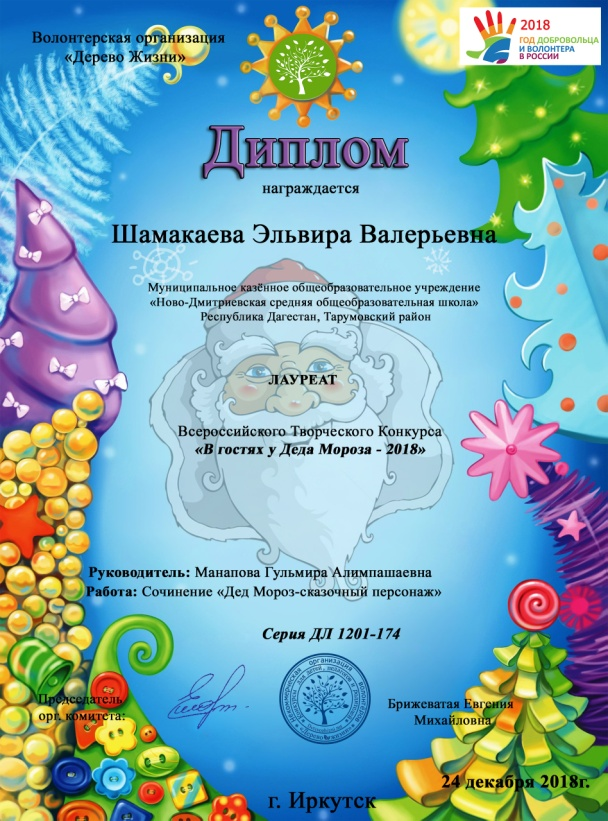 Волонтерская организация
«Дерево Жизни»
2018
ГОД ДОБРОВОЛЬЦА
И ВОЛОНТЕРА
В РОССИИ
Диплом
награждается
Шамакаева Эльвира Валерьевна
Муниципальное казённое общеобразовательное учреждение
«Ново-Дмитриевская средняя общеобразовательная школа»
Республика Дагестан, Тарумовский район
ЛАУРЕАТ
Всероссийского Творческого Конкурса
«В гостях у Деда Мороза - 2018»
Руководитель: Манапова Гульмира Алимпашаевна
Работа: Сочинение «Дед Мороз-сказочный персонаж»
Серия ДЛ 1201-174
Председатель
орг. комитета:
Брижеватая Евгения
Михайловна
24 декабря 2018г.
г. Иркутск